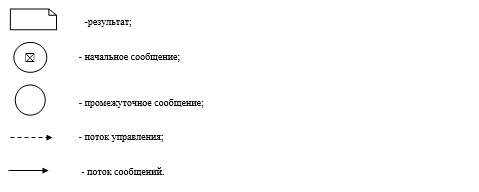 -результат;
- начальное сообщение;
- промежуточное сообщение;
- поток управления;
- поток сообщений.